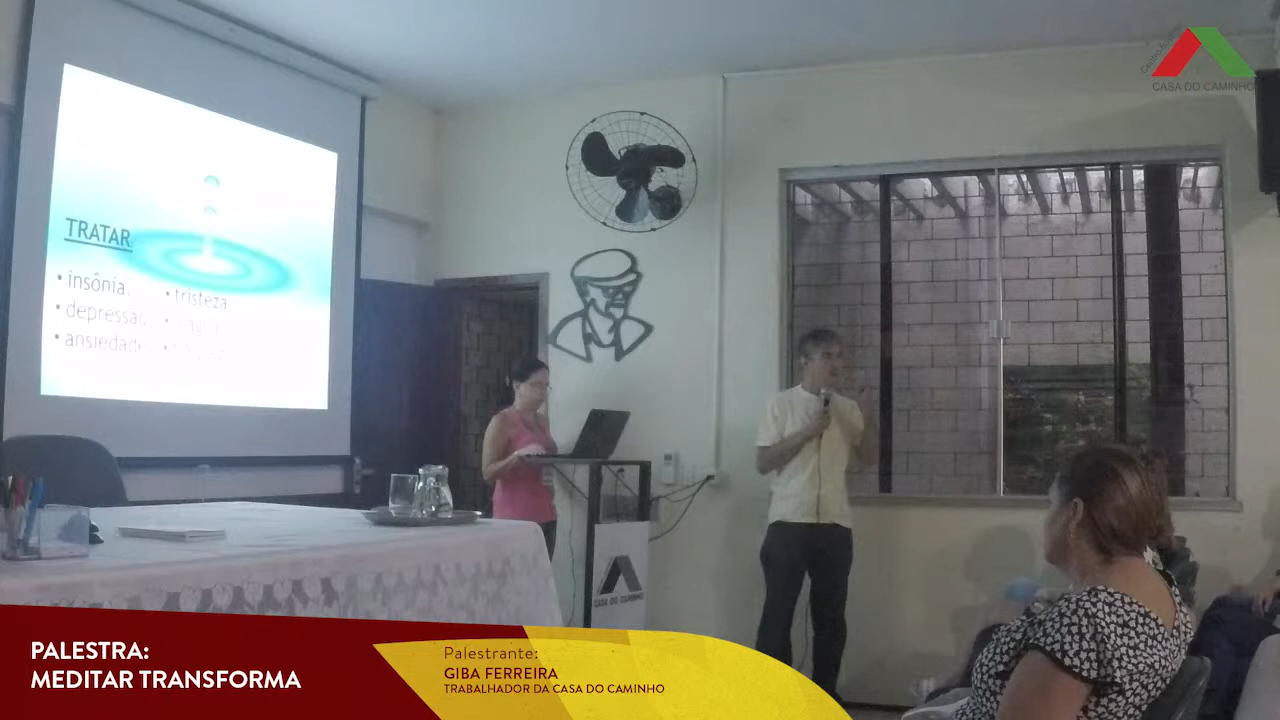 CASA DO CAMINHO
TRATAR
• insônia,
• tristeza
• depressão
• ansiedade
CASA DO CAMINHO
PALESTRA:
MEDITAR TRANSFORMA
Palestrante:
GIBA FERREIRA
TRABALHADOR DA CASA DO CAMINHO